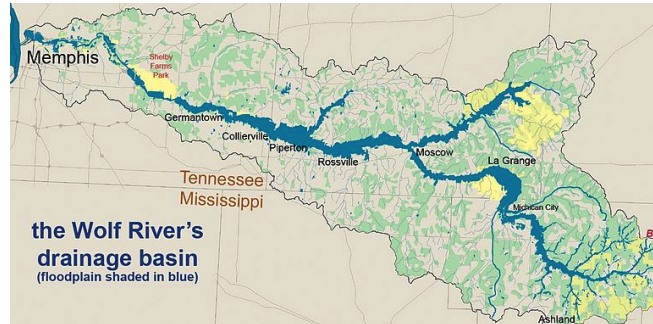 Memphis
Shelby
Farms
Park
Germantown
Collierville
Piperton
Rossville
Moscow
La Grange
Michigan City
Tennessee
Mississippi
the Wolf River's
drainage basin
(floodplain shaded in blue)
Ashland
B